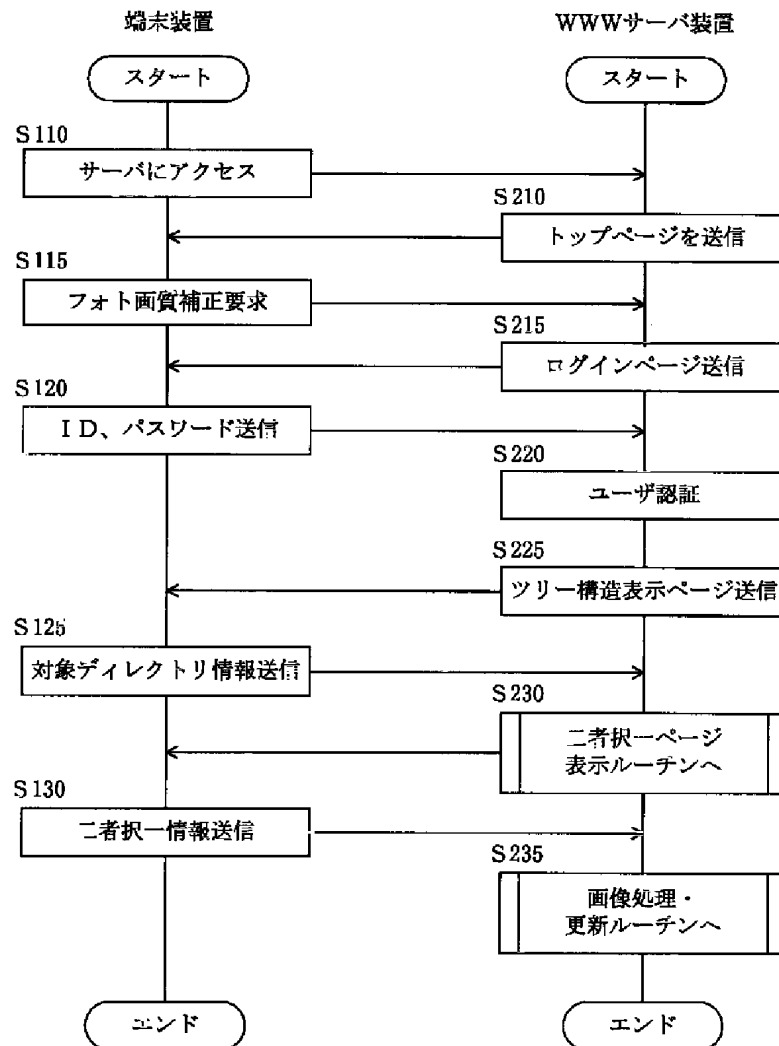 端末装置
WWWサーバ装置
スタート
スタート
S110
サーバにアクセス
S210
トップページを送信
S115
フォト画質補正要求
S215
ログインページ送信
S120
ID、パスワード送信
S220
ユーザ認証
S225
ツリー構造表示ページ送信
S125
対象ディレクトリ情報送信
S230
二者択一ページ
表示ルーチンへ
S130
二者択一情報送信
S235
画像処理・
更新ルーチンへ
エンド
エンド